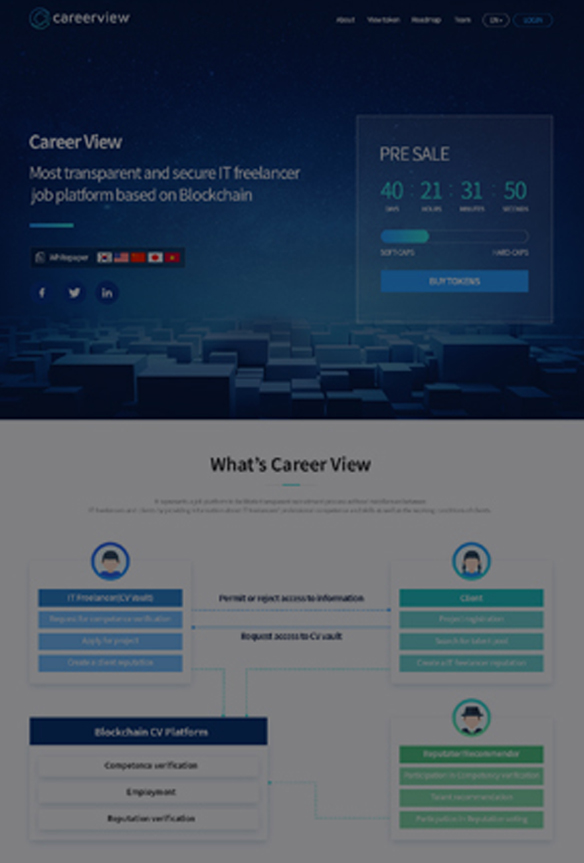 careerview
About View token Roadmap Team EN LOGIN
Career View
Most transparent and secure IT freelancer
job platform based on Blockchain
Whitepaper
PRE SALE
40 : 21 : 31 : 50
DAYS HOURS MINUTES SECONDS
SOFT CAPS HARD CAPS
BUY TOKENS
What's Career View
IT Freelancer(CV Vault)
Request for competence verification
Apply for project
Create a client reputation
Permit or reject access to information
Request access to CV vault
Client
Project registration
Search for talent pool
Create a IT freelancer reputation
Blockchain CV Platform
Competence verification
Employment
Reputation verification
Reputator/Recommendor
Participation in Competency verification
Talent recommendation
Participation in Reputation voting